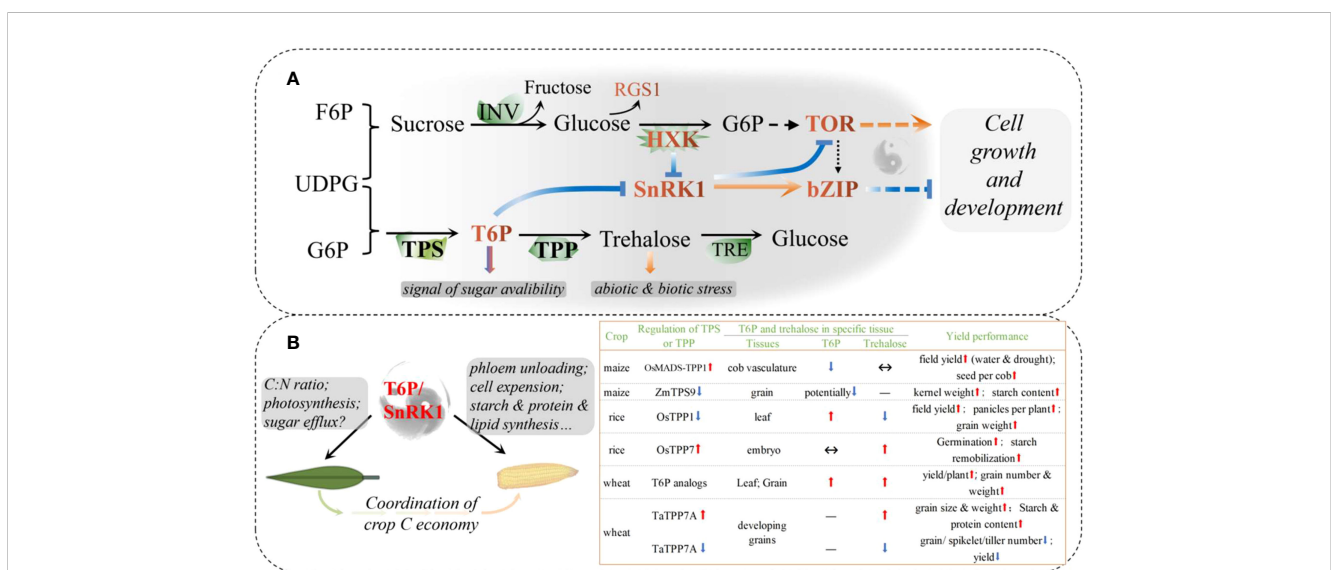 A
F6P
UDPG
G6P
Sucrose
INV
Fructose
Glucose
RGS1
HXK
G6P
TOR
SnRK1
bZIP
Cell
growth
and
development
TPS
T6P
TPP
Trehalose
TRE
Glucose
signal of sugar avalibility
abiotic & biotic stress
B
C:N ratio;
photosynthesis;
sugar efflux?
T6P/
SnRK1
phloem unloading;
cell expension;
starch & protein &
lipid synthesis…
Coordination of
crop C economy
Crop
Regulation of TPS
or TPP
T6P and trehalose in specific tissue
Tissues T6P Trehalose
Yield performance
maize OsMADS-TPP1↑ cob vasculature ↓ ↔
field yield↑ (water & drought);
seed per cob↑
maize ZmTPS9↓ grain potentially↓ — kernel weight↑; starch content↑
rice OsTPP1↓ leaf ↑ ↓
field yield↑; panicles per plant↑;
grain weight↑
rice OsTPP7↑ embryo ↔ ↑
Germination↑; starch
remobilization↑
wheat T6P analogs Leaf; Grain ↑ ↑
yield/plant↑; grain number &
weight↑
wheat
TaTPP7A ↑
developing
grains
— ↑
grain size & weight↑; Starch &
protein content↑
TaTPP7A ↓ — ↓
grain/ spikelet/tiller number↓;
yield↓